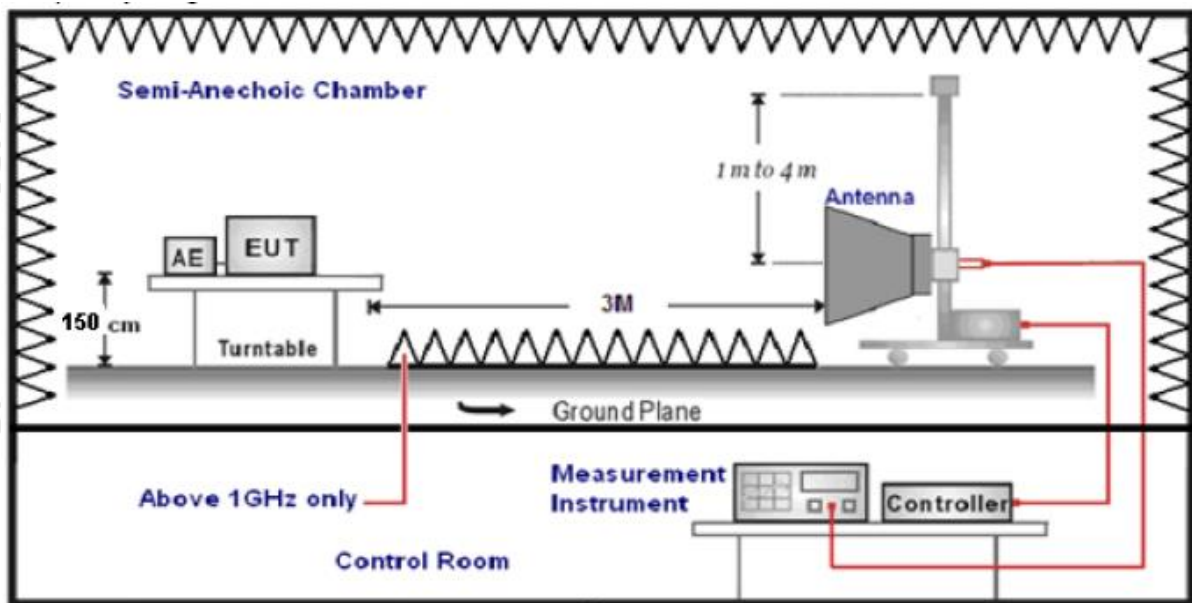 Semi-Anechoic Chamber
1 m to 4 m
Antenna
AE
EUT
3M
150 cm
Turntable
Ground Plane
Above 1GHz only
Measurement
Instrument
Controller
Control Room